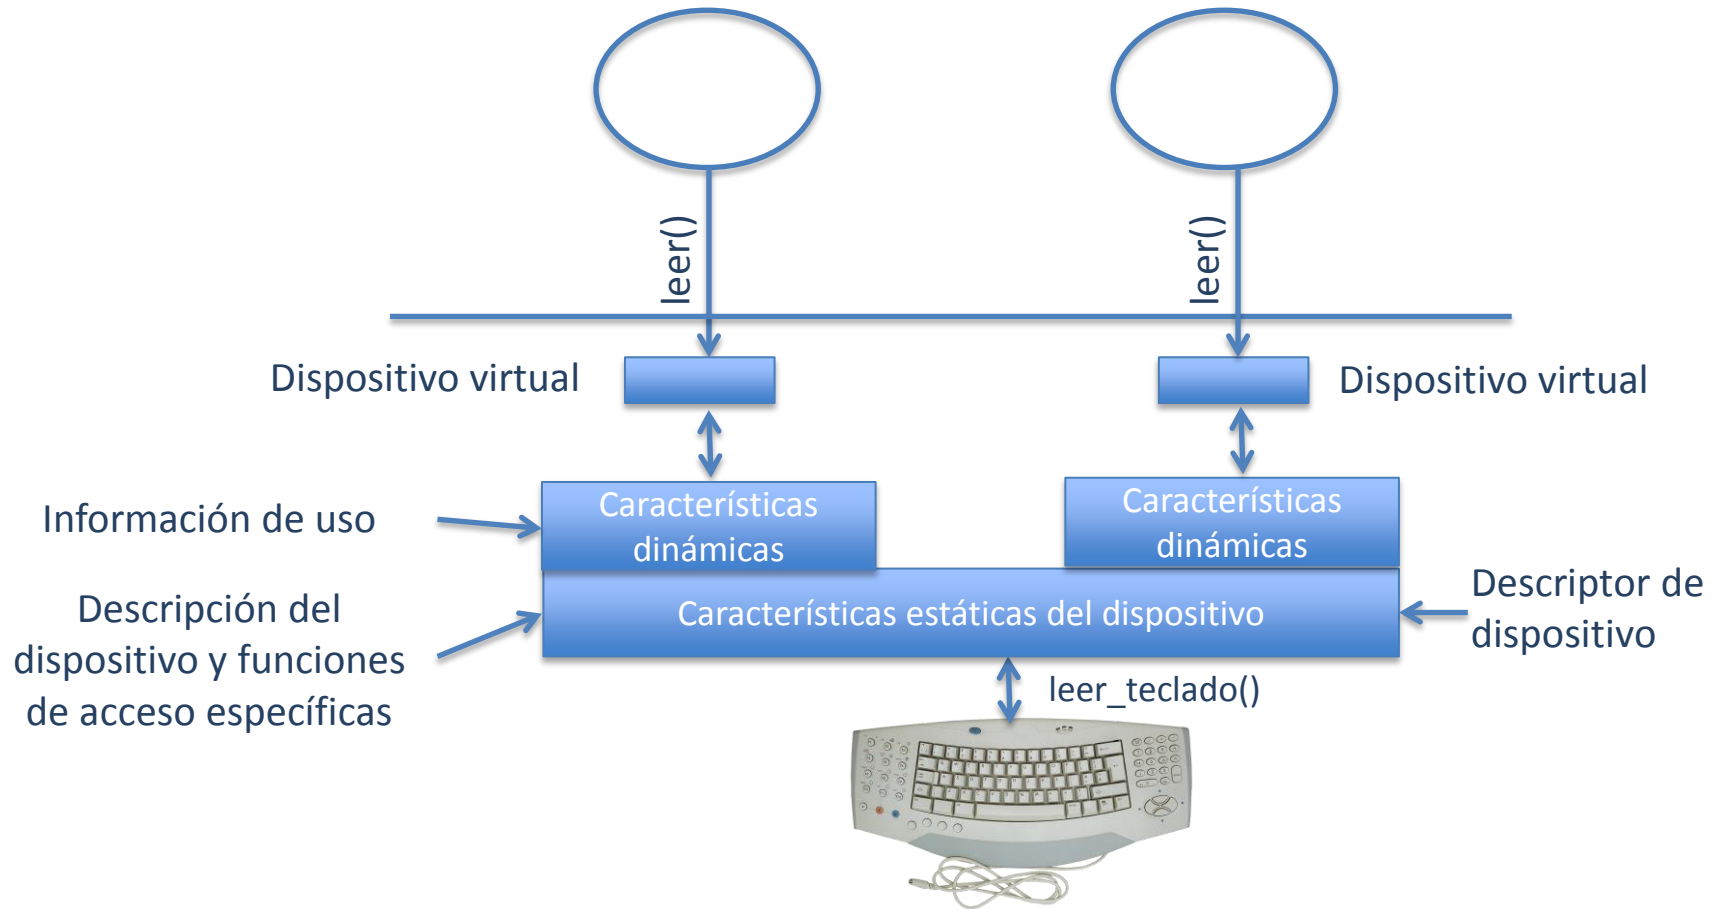 leer()
leer()
Dispositivo virtual
Dispositivo virtual
Información de uso
Características
dinámicas
Características
dinámicas
Descripción del
dispositivo y funciones
de acceso específicas
Características estáticas del dispositivo
Descriptor de
dispositivo
leer_teclado()